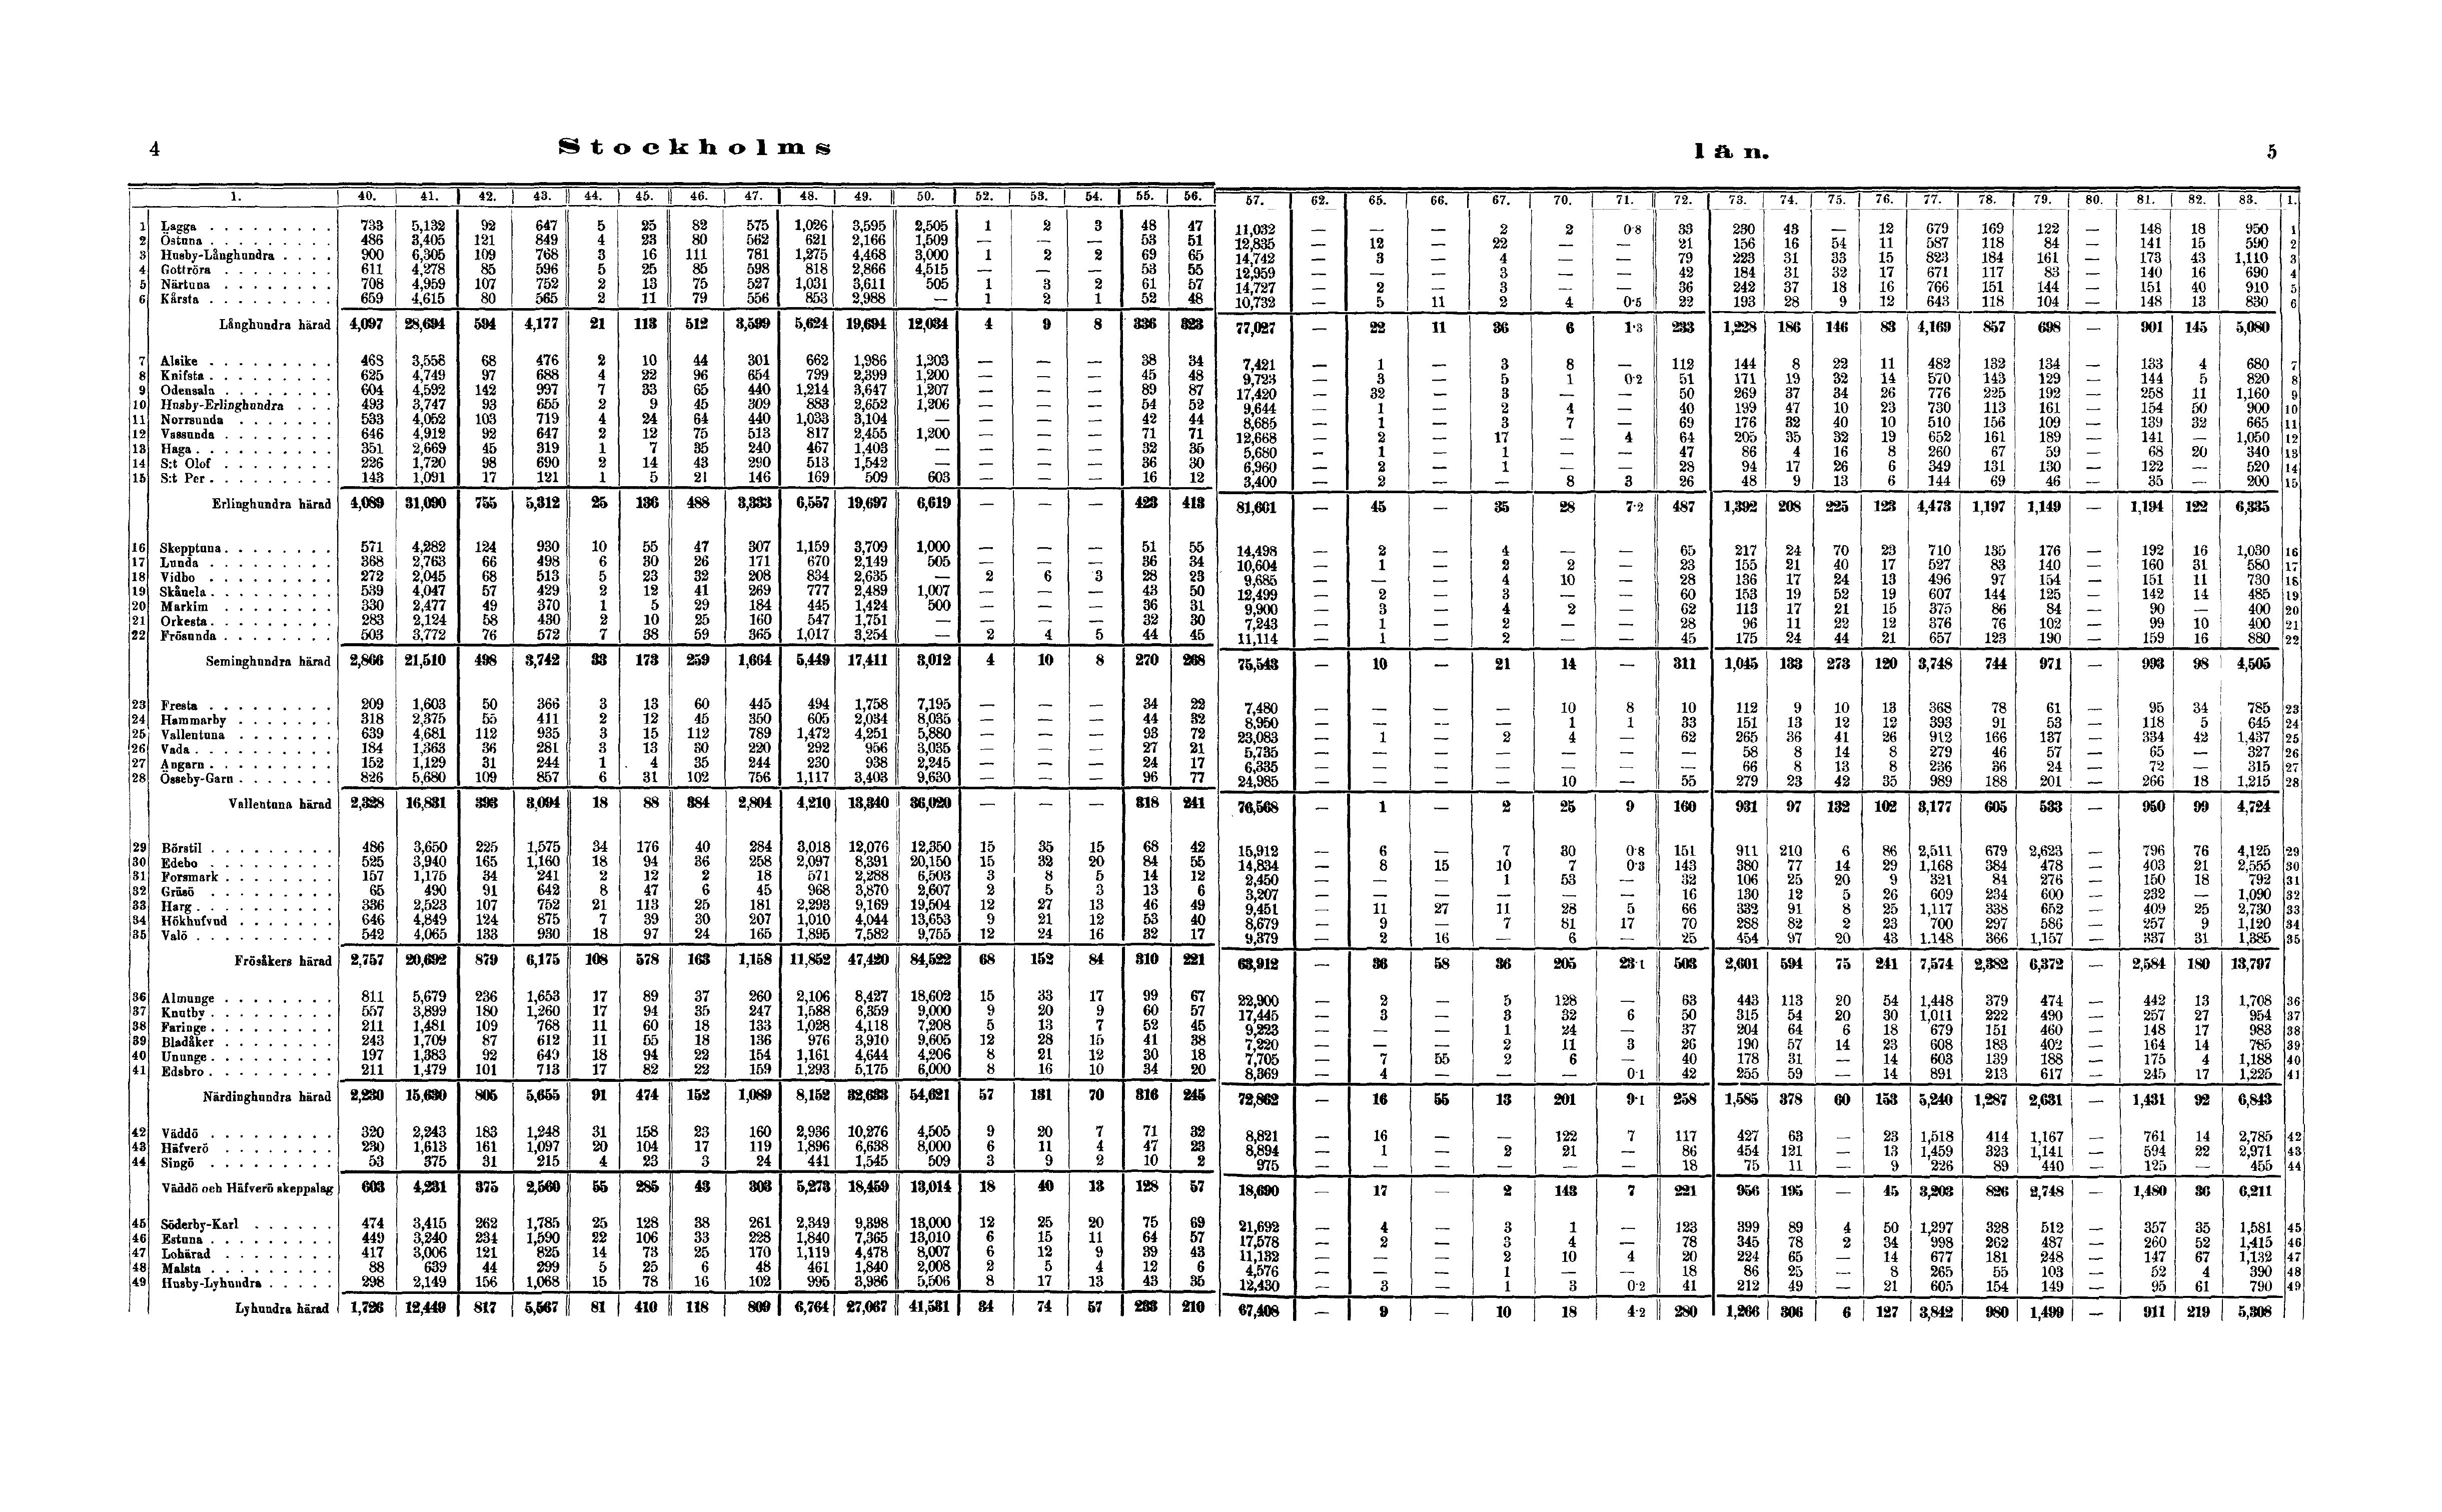 4 Stockholms län. 5
1. 40. 41. 42. 43. 44. 45. 46. 47. 48. 49. 50. 52. 53. 54. 55. 56. 57. 62. 65. 66. 67. 70. 71. 72. 73. 74. 75. 76. 77. 78. 79. 80. 81. 82. 83. 1.
1 Lagga 733 5,132 92 647 5 25 82 575 1,026 3,595 2,505 1 2 3 48 47 11,032 — — — 2 2 0·8 33 230 43 — 12 679 169 122 — 148 18 950 1
2 Östuna 486 3,405 121 849 4 23 80 562 621 2,166 1,509 — — — 53 51 12,835 — 12 — 22 — — 21 156 16 54 11 587 118 84 — 141 15 590 2
3 Husby-Långhundra 900 6,305 109 768 3 16 111 781 1,275 4,468 3,000 1 2 2 69 65 14,742 — 3 — 4 — — 79 223 31 33 15 823 184 161 — 173 43 1,110 3
4 Gottröra 611 4,278 85 596 5 25 85 598 818 2,866 4,515 — — — 53 55 12,959 — — — 3 — — 42 184 31 32 17 671 117 83 — 140 16 690 4
5 Närtuna 708 4,959 107 752 2 13 75 527 1,031 3,611 505 1 3 2 61 57 14,727 — 2 — 3 — — 36 242 37 18 16 766 151 144 — 151 40 910 5
6 Kårsta 659 4,615 80 565 2 11 79 556 853 2,988 — 1 2 1 52 48 10,732 — 5 11 2 4 0·5 22 193 28 9 12 643 118 104 — 148 13 830 6
Långhundra härad 4,097 28,694 594 4,177 21 113 512 3,599 5,624 19,694 12,034 4 9 8 336 323 77,027 — 22 11 36 6 1·3 233 1,228 186 146 83 4,169 857 698 — 901 145 5,080
7 Alsike 463 3,558 68 476 2 10 44 301 662 1,986 1,203 — — — 38 34 7,421 — 1 — 3 8 — 112 144 8 22 11 482 132 134 — 133 4 680 7
8 Knifsta 625 4,749 97 688 4 22 96 654 799 2,399 1,200 — — — 45 48 9,723 — 3 — 5 1 0·2 51 171 19 32 14 570 143 129 — 144 5 820 8
9 Odensala 604 4,592 142 997 7 33 65 440 1,214 3,647 1,207 — — — 89 87 17,420 — 32 — 3 — — 50 269 37 34 26 776 225 192 — 258 11 1,160 9
10 Husby-Erlinghundra 493 3,747 93 655 2 9 45 309 883 2,652 1,206 — — — 54 52 9,644 — 1 — 2 4 — 40 199 47 10 23 730 113 161 — 154 50 900 10
11 Norrsunda 533 4,052 103 719 4 24 64 440 1,033 3,104 — — — — 42 44 8,685 — 1 — 3 7 — 69 176 32 40 10 510 156 109 — 139 32 665 11
12 Vassunda 646 4,912 92 647 2 12 75 513 817 2,455 1,200 — — — 71 71 12,668 — 2 — 17 — 4 64 205 35 32 19 652 161 189 — 141 — 1,050 12
13 Haga 351 2,669 45 319 1 7 35 240 467 1,403 — — — — 32 35 5,680 — 1 — 1 — — 47 86 4 16 8 260 67 59 — 68 20 340 13
14 S:t Olof 226 1,720 98 690 2 14 43 290 513 1,542 — — — — 36 30 6,960 — 2 — 1 — — 28 94 17 26 6 349 131 130 — 122 — 520 14
15 S:t Per 143 1,091 17 121 1 5 21 146 169 509 603 — — — 16 12 3,400 — 2 — — 8 3 26 48 9 13 6 144 69 46 — 35 — 200 15
Erlinghundra härad 4,089 31,090 755 5,312 25 136 488 3,333 6,557 19,697 6,619 — — — 423 413 81,601 — 45 — 35 28 7·2 487 1,392 208 225 123 4,473 1,197 1,149 — 1,194 122 6,335
16 Skepptuna 571 4,282 124 930 10 55 47 307 1,159 3,709 1,000 — — — 51 55 14,498 — 2 — 4 — — 65 217 24 70 23 710 135 176 — 192 16 1,030 16
17 Lunda 368 2,763 66 498 6 30 26 171 670 2,149 505 — — — 36 34 10,604 — 1 — 2 2 — 23 155 21 40 17 527 83 140 — 160 31 580 17
18 Vidbo 272 2,045 68 513 5 23 32 208 834 2,635 — 2 6 3 28 23 9,685 — — — 4 10 — 28 136 17 24 13 496 97 154 — 151 11 730 18
19 Skånela 539 4,047 57 429 2 12 41 269 777 2,489 1,007 — — — 43 50 12,499 — 2 — 3 — — 60 153 19 52 19 607 144 125 — 142 14 485 19
20 Markim 330 2,477 49 370 1 5 29 184 445 1,424 500 — — — 36 31 9,900 — 3 — 4 2 — 62 113 17 21 15 375 86 84 — 90 — 400 20
21 Orkesta 283 2,124 58 430 2 10 25 160 547 1,751 — — — — 32 30 7,243 — 1 — 2 — — 28 96 11 22 12 376 76 102 — 99 10 400 21
22 Frösunda 503 3,772 76 572 7 38 59 365 1,017 3,254 — 2 4 5 44 45 11,114 — 1 — 2 — — 45 175 24 44 21 657 123 190 — 159 16 880 22
Seminghundra härad 2,866 21,510 498 3,742 33 173 259 1,664 5,449 17,411 3,012 4 10 8 270 268 75,543 — 10 — 21 14 — 311 1,045 133 273 120 3,748 744 971 — 993 98 4,505
23 Fresta 209 1,603 50 366 3 13 60 445 494 1,758 7,195 — — — 34 22 7,480 — — — — 10 8 10 112 9 10 13 368 78 61 — 95 34 785 23
24 Hammarby 318 2,375 55 411 2 12 45 350 605 2,034 8,035 — — — 44 32 8,950 — — — — 1 1 33 151 13 12 12 393 91 53 — 118 5 645 24
25 Vallentuna 639 4,681 112 935 3 15 112 789 1,472 4,251 5,880 — — — 93 72 23,083 — 1 — 2 4 — 62 265 36 41 26 912 166 137 — 334 42 1,437 25
26 Vada 184 1,363 36 281 3 13 30 220 292 956 3,035 — — — 27 21 5,735 — — — — — — — 58 8 14 8 279 46 57 — 65 — 327 26
27 Angarn 152 1,129 31 244 1 4 35 244 230 938 2,245 — — — 24 17 6,335 — — — — — — — 66 8 13 8 236 36 24 — 72 — 315 27
28 Össeby-Garn 826 5,680 109 857 6 31 102 756 1,117 3,403 9,630 — — — 96 77 24,985 — — — — 10 — 55 279 23 42 35 989 188 201 — 266 18 1,215 28
Vallentuna härad 2,328 16,831 393 3,094 18 88 384 2,804 4,210 13,340 36,020 — — — 318 241 76,568 — 1 — 2 25 9 160 931 97 132 102 3,177 605 533 — 950 99 4,724
29 Börstil 486 3,650 225 1,575 34 176 40 284 3,018 12,076 12,350 15 35 15 68 42 15,912 — 6 — 7 30 0·8 151 911 210 6 86 2,511 679 2,623 796 76 4,125 29
30 Edebo 525 3,940 165 1,160 18 94 36 258 2,097 8,391 20,150 15 32 20 84 55 14,834 — 8 15 10 7 0·3 143 380 77 14 29 1,168 384 478 — 403 21 2,555 30
31 Forsmark 157 1,175 34 241 2 12 2 18 571 2,288 6,503 3 8 5 14 12 2,450 — — — 1 53 — 32 106 25 20 9 321 84 276 — 150 18 792 31
32 Gräsö 65 490 91 642 8 47 6 45 968 3,870 2,607 2 5 3 13 6 3,207 — — — — — — 16 130 12 5 26 609 234 600 — 232 — 1,090 32
33 Harg 336 2,523 107 752 21 113 25 181 2,293 9,169 19,504 12 27 13 46 49 9,451 — 11 27 11 28 5 66 332 91 8 25 1,117 338 652 — 409 25 2,730 33
34 Hökhufvud 646 4,849 124 875 7 39 30 207 1,010 4,044 13,653 9 21 12 53 40 8,679 — 9 — 7 81 17 70 288 82 2 23 700 297 586 — 257 9 1,120 34
35 Valö 542 4,065 133 930 18 97 24 165 1,895 7,582 9,755 12 24 16 32 17 9,379 — 2 16 — 6 — 25 454 97 20 43 1.148 366 1,157 — 337 31 1,385 35
Frösåkers härad 2,757 20,692 879 6,175 108 578 163 1,158 11,852 47,420 84,522 68 152 84 310 221 63,912 — 36 58 36 205 23·1 503 2,601 594 75 241 7,574 2,382 6,372 — 2,584 180 13,797
36 Almunge 811 5,679 236 1,653 17 89 37 260 2,106 8,427 18,602 15 33 17 99 67 22,900 — 2 — 5 128 — 63 443 113 20 54 1,448 379 474 — 442 13 1,708 36
37 Knutby 557 3,899 180 1,260 17 94 35 247 1,588 6,359 9,000 9 20 9 60 57 17,445 — 3 — 3 32 6 50 315 54 20 30 1,011 222 490 — 257 27 954 37
38 Faringe 211 1,481 109 768 11 60 18 133 1,028 4,118 7,208 5 13 7 52 45 9,223 — — — 1 24 — 37 204 64 6 18 679 151 460 — 148 17 983 38
39 Bladåker 243 1,709 87 612 11 55 18 136 976 3,910 9,605 12 28 15 41 38 7,220 — — — 2 11 3 26 190 57 14 23 608 183 402 — 164 14 785 39
40 Ununge 197 1,383 92 649 18 94 22 154 1,161 4,644 4,206 8 21 12 30 18 7,705 — 7 55 2 6 — 40 178 31 — 14 603 139 188 — 175 4 1,188 40
41 Edsbro 211 1,479 101 713 17 82 22 159 1,293 5,175 6,000 8 16 10 34 20 8,369 — 4 — — — 0·1 42 255 59 — 14 891 213 617 — 245 17 1,225 41
Närdinghundra härad 2,230 15,630 805 5,655 91 474 152 1,089 8,152 32,633 54,621 57 131 70 316 245 72,862 — 16 55 13 201 9·1 258 1,585 378 60 153 5,240 1,287 2,631 — 1,431 92 6,843
42 Väddö 320 2,243 183 1,248 31 158 23 160 2,936 10,276 4,505 9 20 7 71 32 8,821 — 16 — — 122 7 117 427 63 — 23 1,518 414 1,167 — 761 14 2,785 42
43 Häfverö 230 1,613 161 1,097 20 104 17 119 1,896 6,638 8,000 6 11 4 47 23 8,894 — 1 — 2 21 — 86 454 121 — 13 1,459 323 1,141 — 594 22 2,971 43
44 Singö 53 375 31 215 4 23 3 24 441 1,545 509 3 9 2 10 2 975 — — — — — — 18 75 11 — 9 226 89 440 — 125 — 455 44
Väddö och Häfverö skeppslag 603 4,231 375 2,560 55 285 43 303 5,273 18,459 13,014 18 40 13 128 57 18,690 — 17 — 2 143 7 221 956 195 — 45 3,203 826 2,748 — 1,480 36 6,211
45 Söderby-Karl 474 3,415 262 1,785 25 128 38 261 2,349 9,398 13,000 12 25 20 75 69 21,692 — 4 — 3 1 — 123 399 89 4 50 1,297 328 512 — 357 35 1,581 45
46 Estuna 449 3,240 234 1,590 22 106 33 228 1,840 7,365 13,010 6 15 11 64 57 17,578 — 2 — 3 4 — 78 345 78 2 34 998 262 487 — 260 52 1,415 46
47 Lohärad 417 3,006 121 825 14 73 25 170 1,119 4,478 8,007 6 12 9 39 43 11,132 — — — 2 10 4 20 224 65 — 14 677 181 248 — 147 67 1,132 47
48 Malsta 88 639 44 299 5 25 6 48 461 1,840 2,008 2 5 4 12 6 4,576 — — — 1 — — 18 86 25 — 8 265 55 103 — 52 4 390 48
49 Husby-Lyhundra 298 2,149 156 1,068 15 78 16 102 995 3,986 5,506 8 17 13 43 35 12,430 — 3 — 1 3 0·2 41 212 49 — 21 605 154 149 — 95 61 790 49
Lyhundra härad 1,726 12,449 817 5,567 81 410 118 809 6,764 27,067 41,531 34 74 57 233 210 67,408 — 9 — 10 18 4·2 280 1,266 306 6 127 3,842 980 1,499 — 911 219 5,308